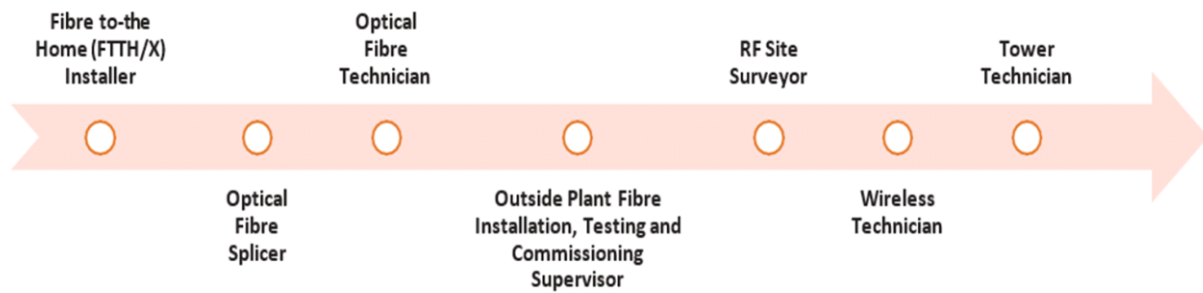 Fibre to-the
Home (FTTH/X)
Installer
Optical
Fibre
Splicer
Optical
Fibre
Technician
Outside Plant Fibre
Installation, Testing and
Commissioning
Supervisor
RF Site
Surveyor
Wireless
Technician
Tower
Technician